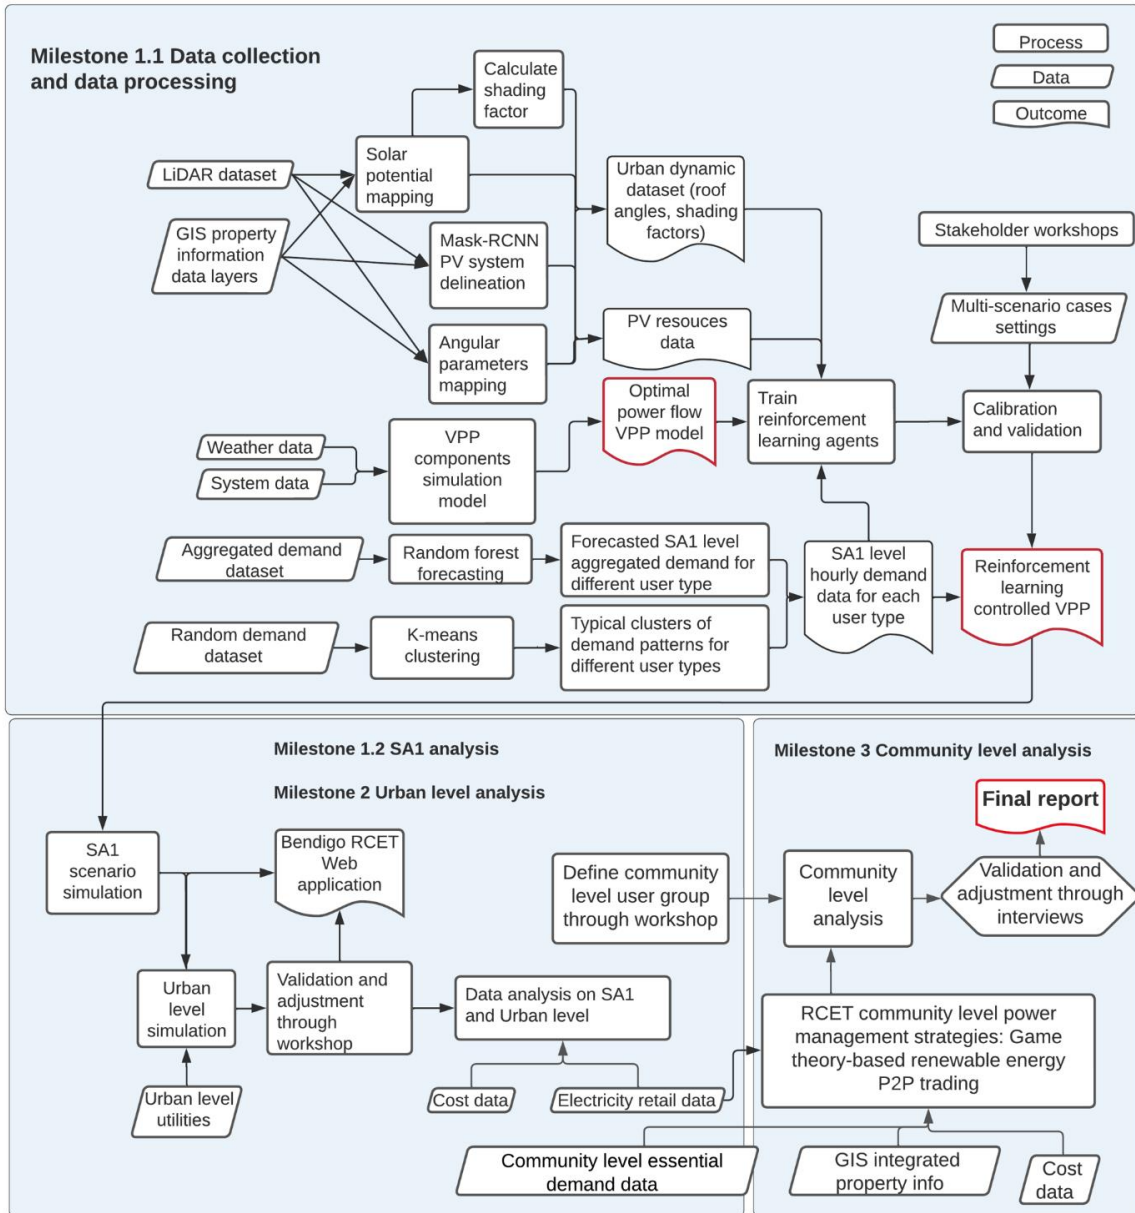 Milestone 1.1 Data collection
and data processing
Process
Data
Outcome
Calculate
shading
factor
LiDAR dataset
Solar
potential
mapping
GIS property
information
data layers
Mask-RCNN
PV system
delineation
Angular
parameters
mapping
Urban dynamic
dataset (roof
angles, shading
factors)
PV resouces
data
Stakeholder workshops
Multi-scenario cases
settings
Weather data
System data
VPP
components
simulation
model
Optimal
power flow
VPP model
Train
reinforcement
learning agents
Calibration
and validation
Aggregated demand
dataset
Random forest
forecasting
Forecasted SA1 level
aggregated demand for
different user type
Random demand
dataset
K-means
clustering
Typical clusters of
demand patterns for
different user types
SA1 level
hourly demand
data for each
user type
Reinforcement
learning
controlled VPP
Milestone 1.2 SA1 analysis
Milestone 2 Urban level analysis
SA1
scenario
simulation
Bendigo RCET
Web
application
Urban
level
simulation
Validation and
adjustment
through
workshop
Data analysis on SA1
and Urban level
Urban level
utilities
Cost data
Electricity retail data
Define community
level user group
through workshop
Milestone 3 Community level analysis
Final report
Community
level
analysis
Validation and
adjustment through
interviews
RCET community level power
management strategies: Game
theory-based renewable energy
P2P trading
Community level essential
demand data
GIS integrated
property info
Cost
data